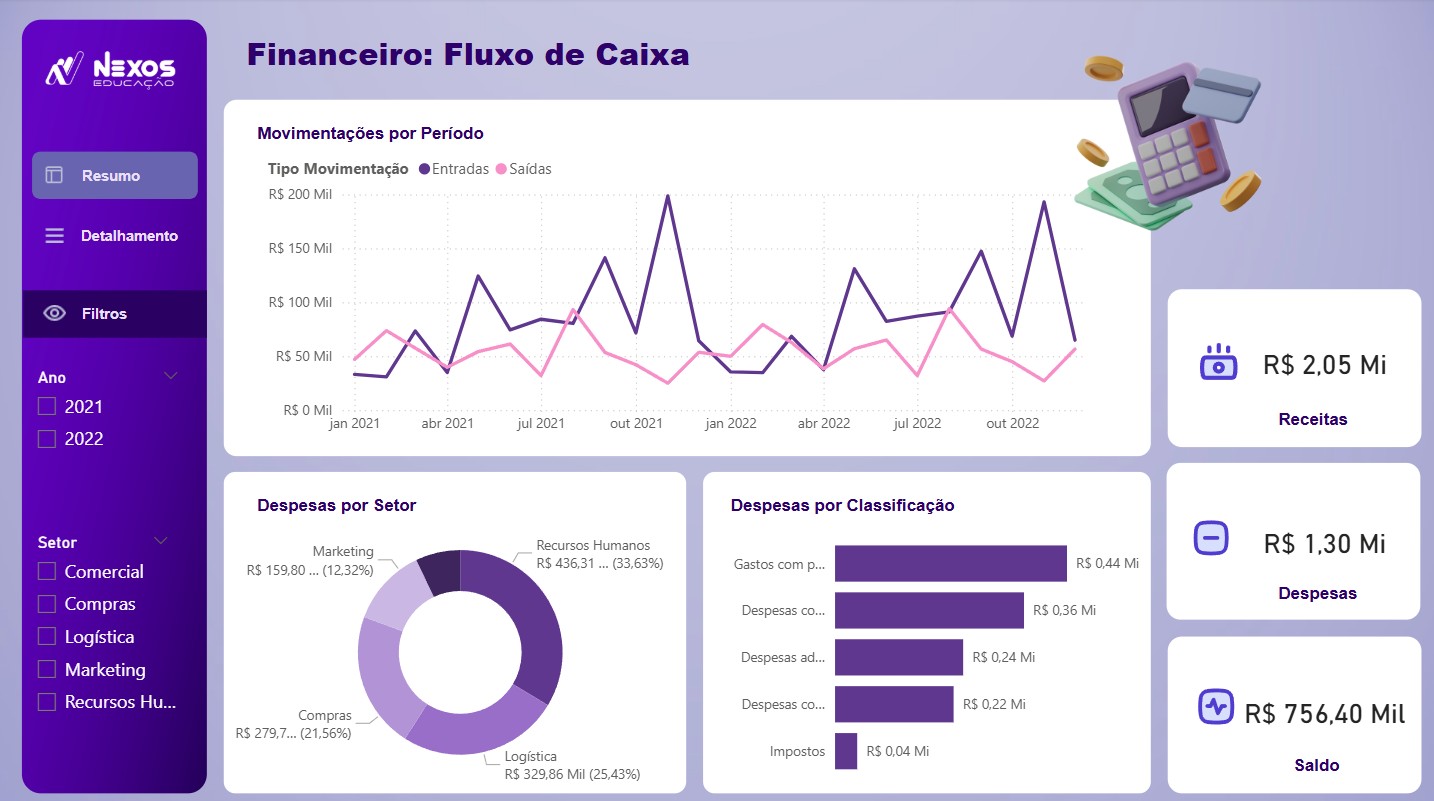 NEXOS
EDUCAÇÃO
Resumo
Detalhamento
Filtros
Ano
2021
2022
Setor
Comercial
Compras
Logística
Marketing
Recursos Hu...
Financeiro: Fluxo de Caixa
Movimentações por Período
Tipo Movimentação Entradas Saídas
R$ 200 Mil
R$ 150 Mil
R$ 100 Mil
R$ 50 Mil
R$ 0 Mil
jan 2021 abr 2021 jul 2021 out 2021 jan 2022 abr 2022 jul 2022 out 2022
Despesas por Setor
Recursos Humanos
R$ 436,31 ... (33,63%)
Marketing
R$ 159,80 ... (12,32%)
Compras
R$ 279,7... (21,56%)
Logística
R$ 329,86 Mil (25,43%)
Despesas por Classificação
Gastos com p... R$ 0,44 Mi
Despesas co... R$ 0,36 Mi
Despesas ad... R$ 0,24 Mi
Despesas co... R$ 0,22 Mi
Impostos R$ 0,04 Mi
R$ 2,05 Mi
Receitas
R$ 1,30 Mi
Despesas
R$ 756,40 Mil
Saldo